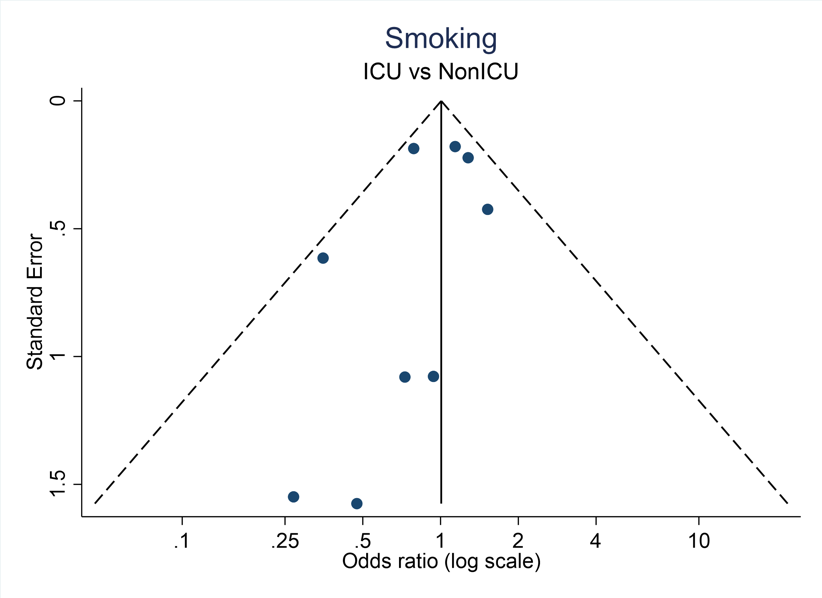 Smoking
ICU vs NonICU
0
.5
1
1.5
Standard Error
.1 .25 .5 1 2 4 10
Odds ratio (log scale)